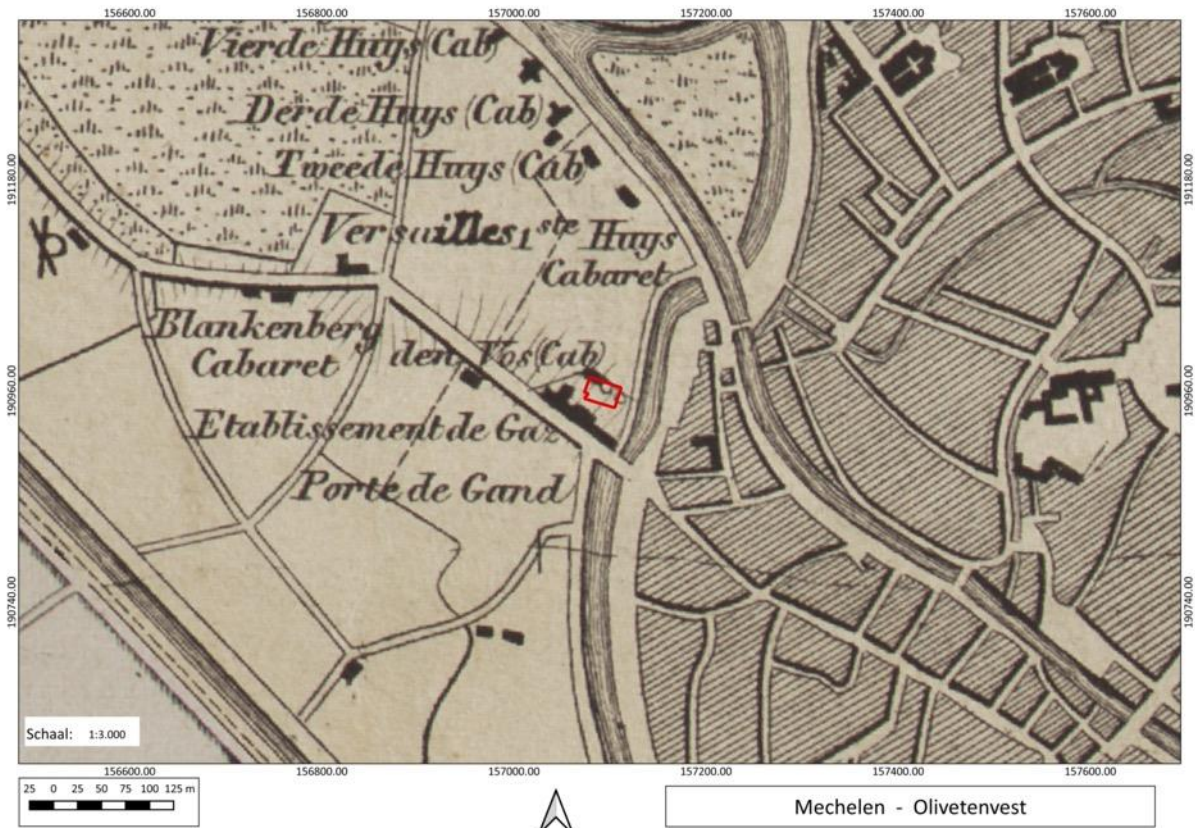 156600.00 156800.00 157000.00 157200.00 157400.00 157600.00
Vierde Huys (Cab)
Derde Huys (Cab)
Tweede Huys (Cab)
191180.00
191180.00
Versailles 1ste Huys
Cabaret
Blankenberg
Cabaret
den Vos (Cab)
190960.00
190960.00
Etablissement de Gaz
Porte de Gand
190740.00
190740.00
Schaal: 1:3.000
156600.00 156800.00 157000.00 157200.00 157400.00 157600.00
25 0 25 50 75 100 125 m
Mechelen - Olivetenvest